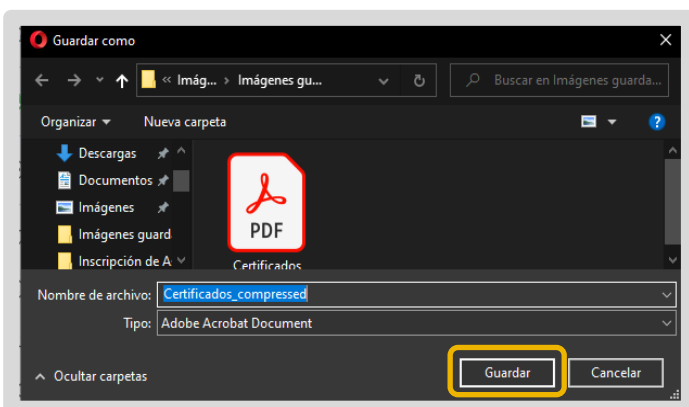 Guardar como
« Imág... › Imágenes gu...
Buscar en Imágenes guarda...
Organizar
Nueva carpeta
?
Descargas
Documentos
Imágenes
Imágenes guard
Inscripción de A
PDF
Certificados
Nombre de archivo: Certificados_compressed
Tipo: Adobe Acrobat Document
Ocultar carpetas
Guardar
Cancelar